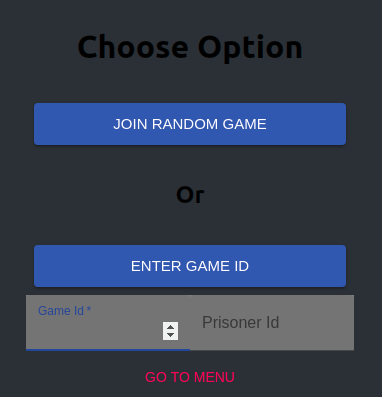 Choose Option
JOIN RANDOM GAME
Or
ENTER GAME ID
Game Id *
Prisoner Id
GO TO MENU